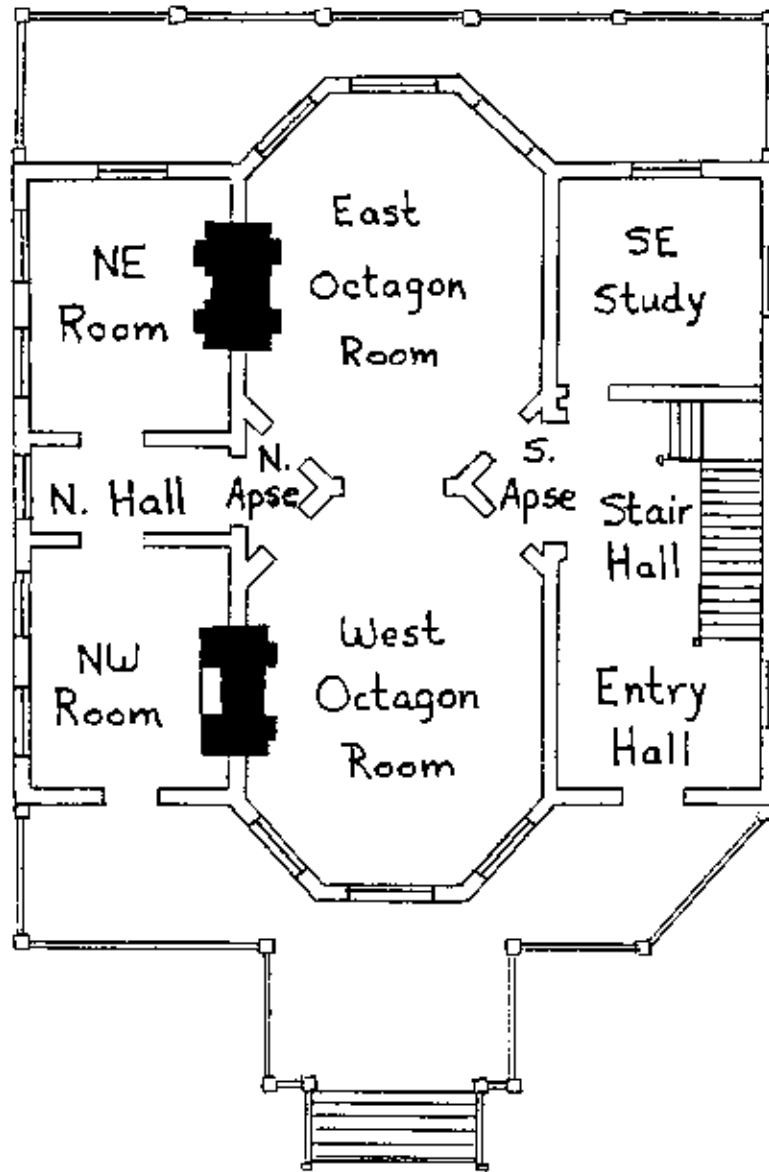 NE
Room
East
Octagon
Room
SE
Study
N. Hall
N.
Apse
S.
Apse
Stair
Hall
NW
Room
West
Octagon
Room
Entry
Hall